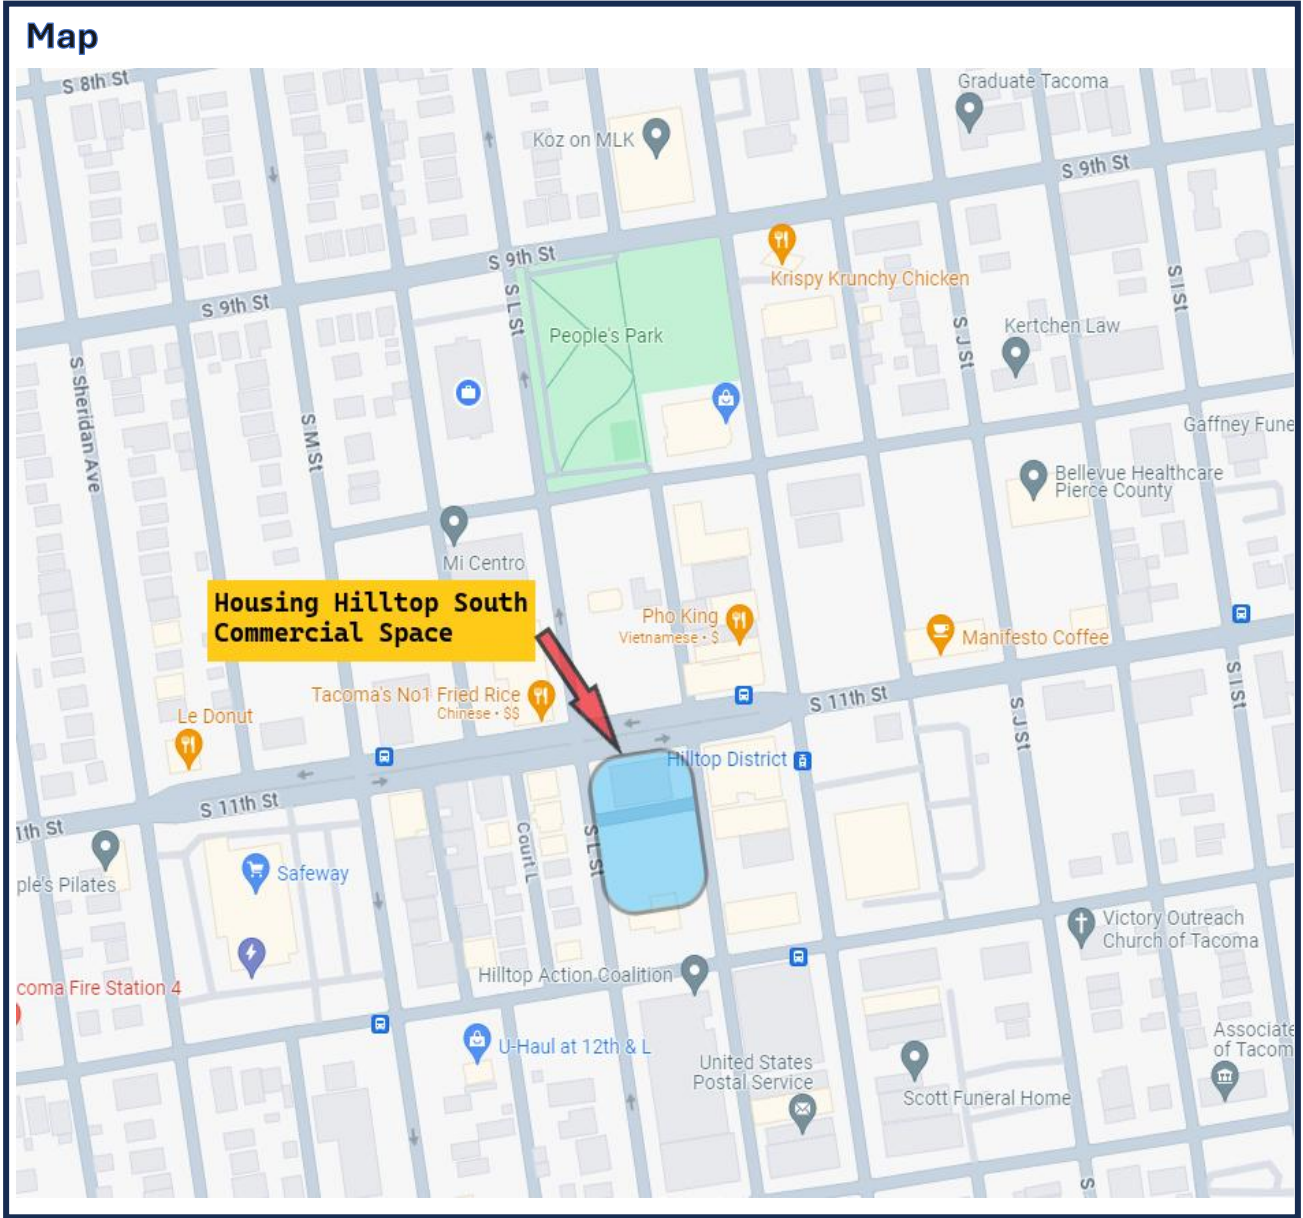 Map
S 8th St
Graduate Tacoma
Koz on MLK
S 9th St
S 9th St
S 9th St
Krispy Krunchy Chicken
S L St
S I St
S J St
Kertchen Law
People's Park
S Sheridan Ave
S M St
Gaffney Fune
Bellevue Healthcare
Pierce County
Mi Centro
Housing Hilltop South
Commercial Space
Pho King
Vietnamese • $
Manifesto Coffee
Tacoma's No1 Fried Rice
Chinese • $$
S 11th St
Le Donut
S I St
S J St
Hilltop District
S 11th St
1th St
Court L
S L St
ple's Pilates
Safeway
Victory Outreach
Church of Tacoma
Hilltop Action Coalition
coma Fire Station 4
U-Haul at 12th & L
United States
Postal Service
Associate
of Tacom
Scott Funeral Home
S